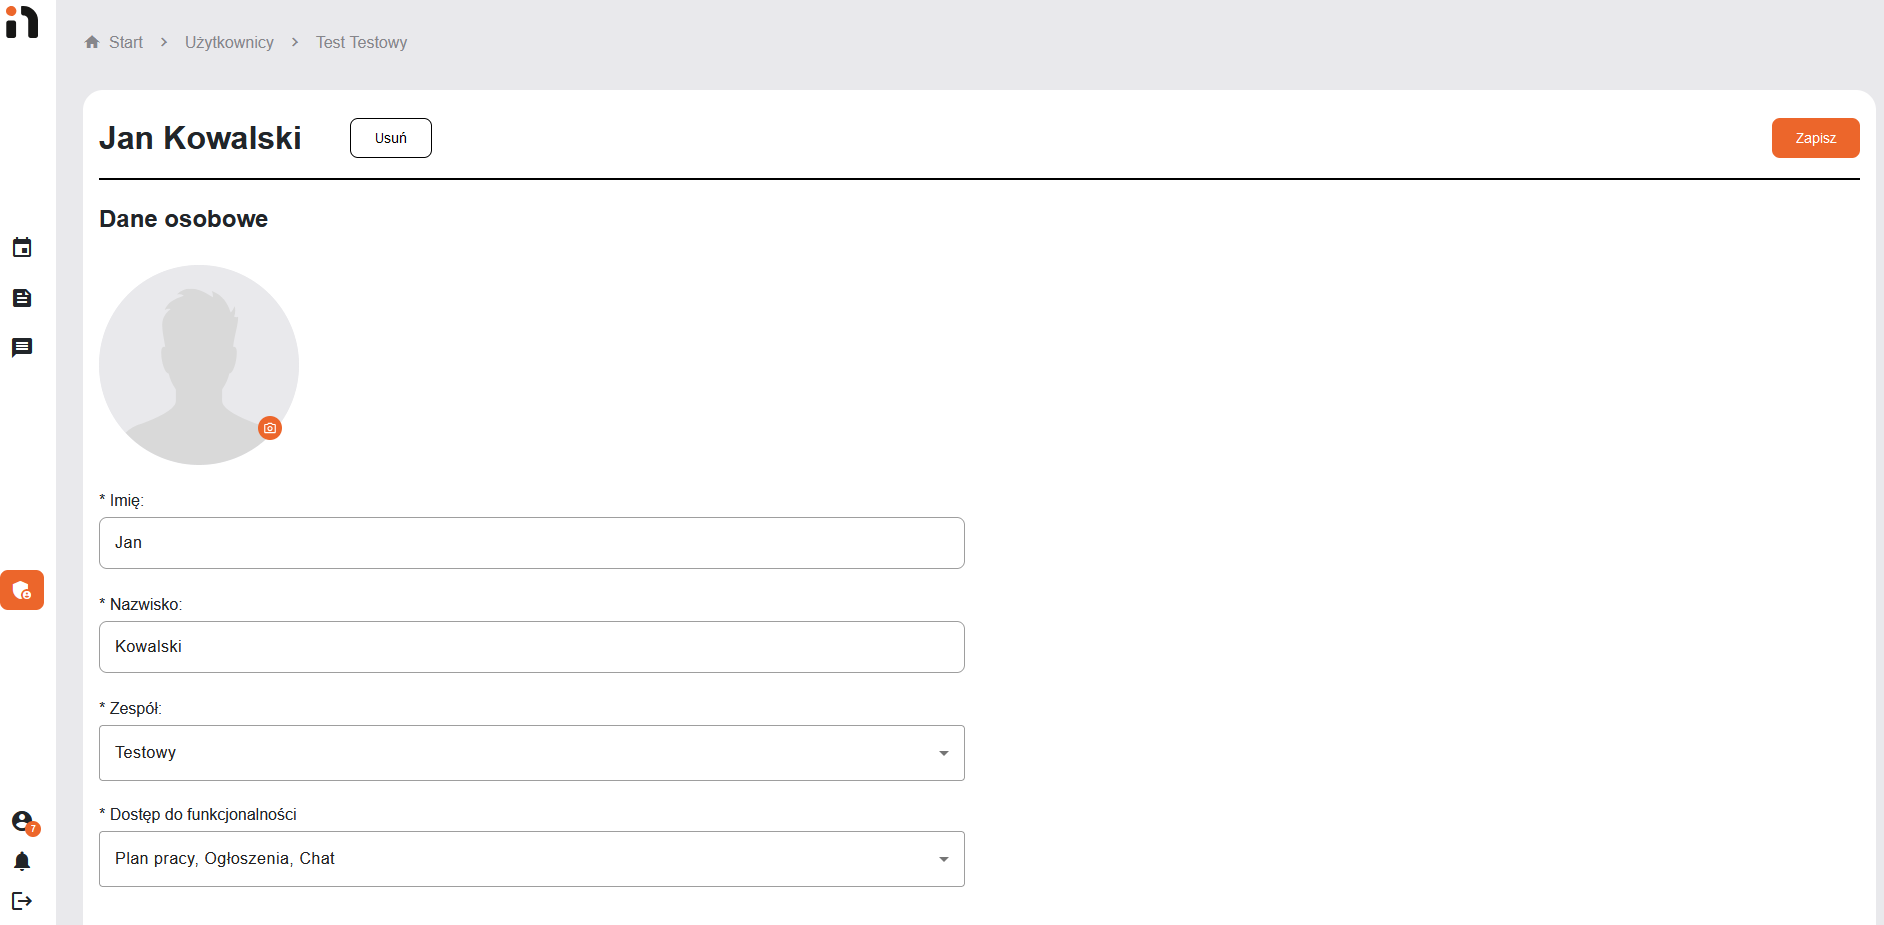 Start > Użytkownicy > Test Testowy
Jan Kowalski
Usuń
Zapisz
Dane osobowe
* Imię:
Jan
* Nazwisko:
Kowalski
* Zespół:
Testowy
* Dostęp do funkcjonalności
Plan pracy, Ogłoszenia, Chat
7